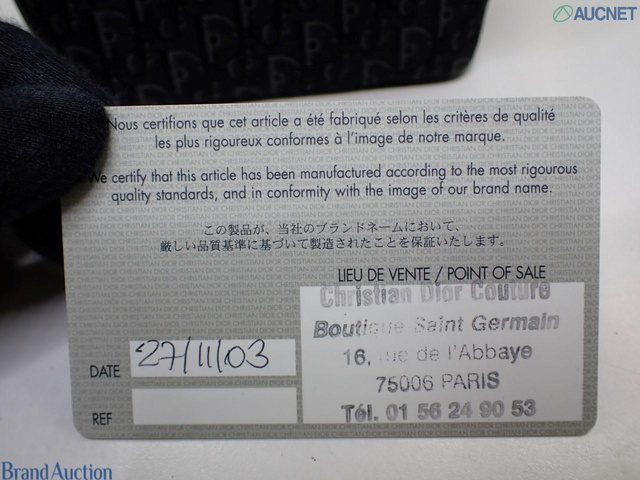 AUCNET
Nous certifions que cet article a été fabriqué selon les critères de qualité
les plus rigoureux conformes à l'image de notre marque.
We certify that this article has been manufactured according to the most rigourous
quality standards, and in conformity with the image of our brand name.
この製品が、当社のブランドネームにおいて、
厳しい品質基準に基づいて製造されたことを保証いたします。
LIEU DE VENTE / POINT OF SALE
Christian Dior Couture
Boutique Saint Germain
16, rue de l'Abbaye
75006 PARIS
Tél. 01 56 24 90 53
DATE 27/11/03
REF
Brand Auction